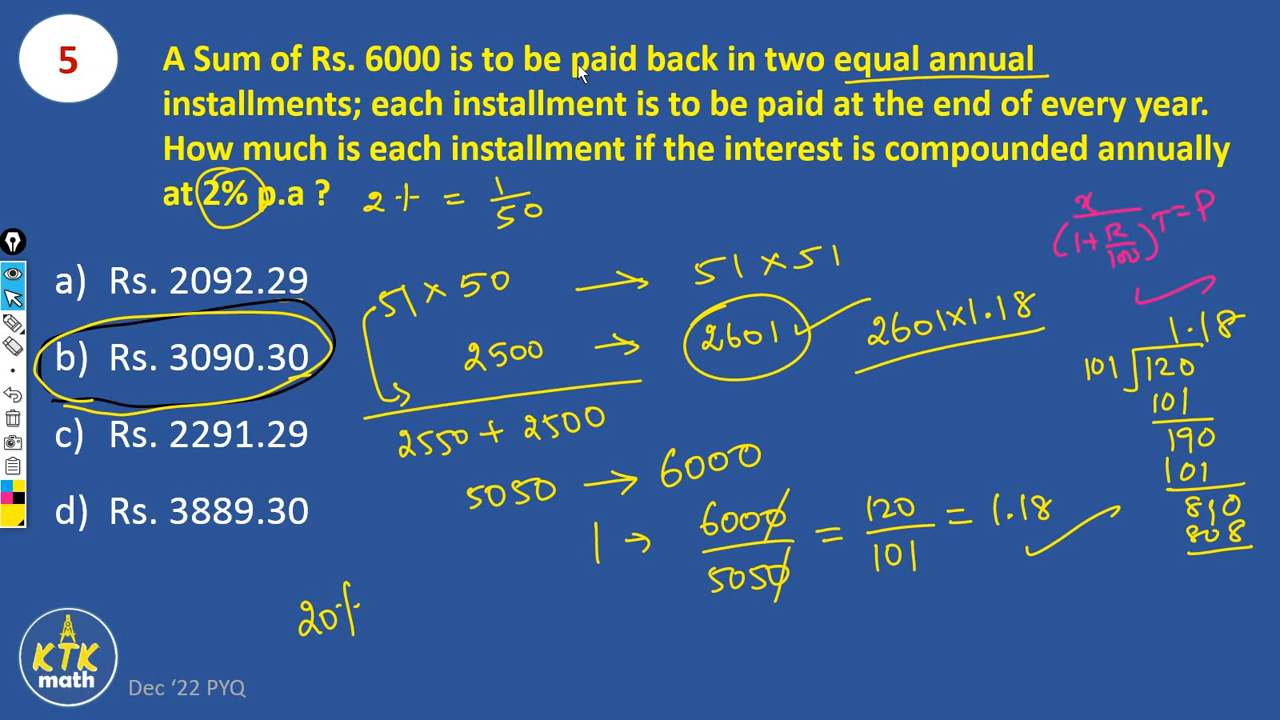 5
A Sum of Rs. 6000 is to be paid back in two equal annual
installments; each installment is to be paid at the end of every year.
How much is each installment if the interest is compounded annually
at 2% p.a ?
2% = 1/50
x/(1+R/100)^T = P
a) Rs. 2092.29
b) Rs. 3090.30
c) Rs. 2291.29
d) Rs. 3889.30
51 × 50 → 51 × 51
2500 → 2601
2601×1.18
2550 + 2500
5050 → 6000
1 → 6000/5050 = 120/101 = 1.18
1.18
101 120
101
190
101
890
808
20%
KTK
math
Dec ‘22 PYQ